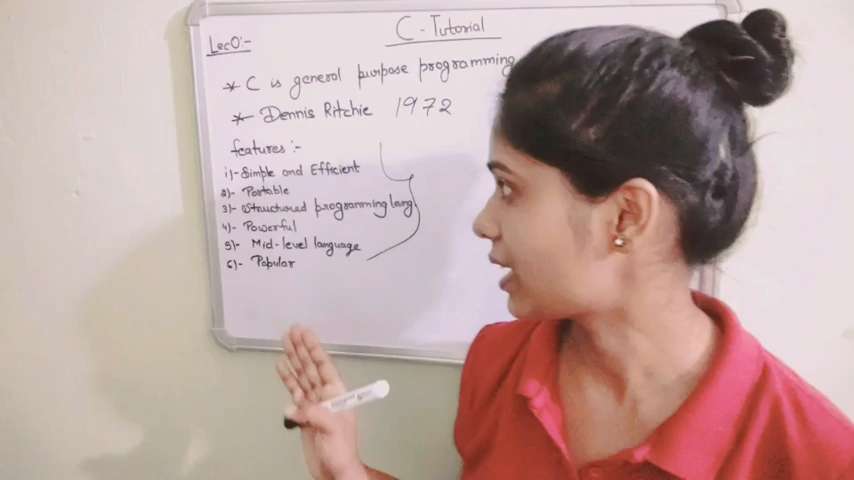 C - Tutorial
Lec0:-
* C is general purpose programming
* Dennis Ritchie 1972
features:-
1)- Simple and Efficient
2)- Portable
3)- Structured programming lang
4)- Powerful
5)- Mid-level language
6)- Popular